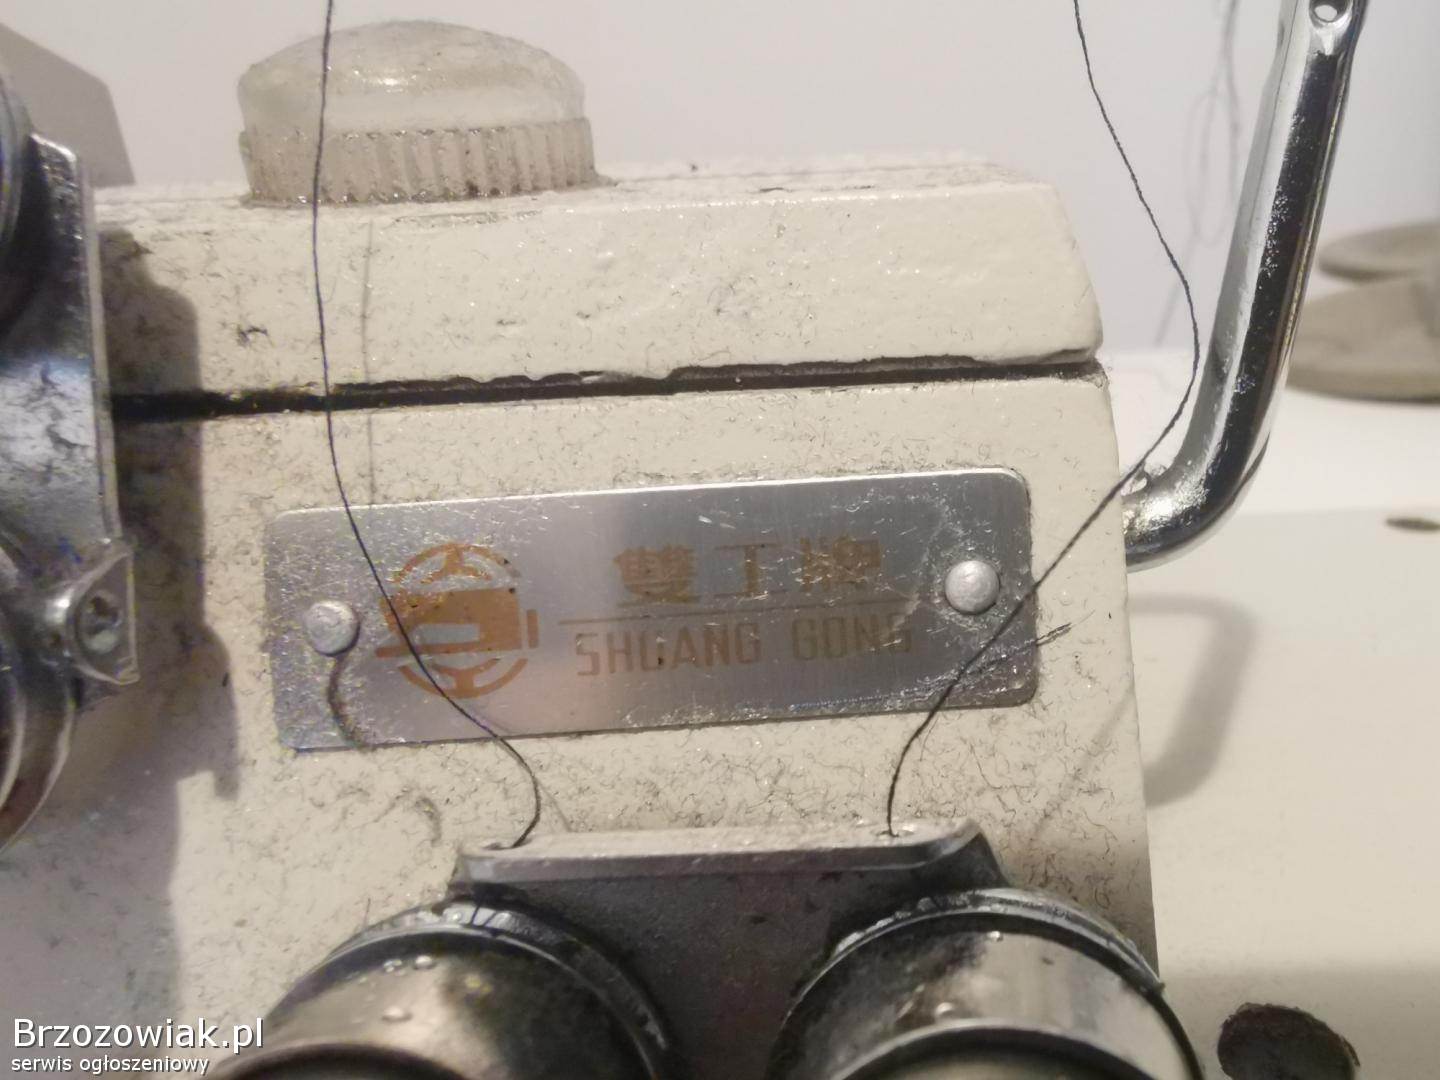 雙工牌
SHUANG GONG
Brzozowiak.pl
serwis ogłoszeniowy